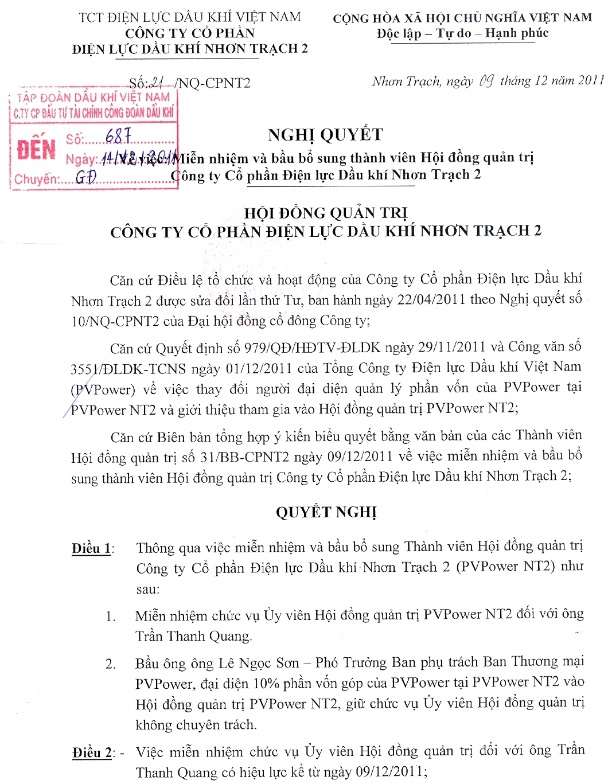 TCT ĐIỆN LỰC DẦU KHÍ VIỆT NAM
CÔNG TY CỔ PHẦN
ĐIỆN LỰC DẦU KHÍ NHƠN TRẠCH 2
CỘNG HÒA XÃ HỘI CHỦ NGHĨA VIỆT NAM
Độc lập – Tự do – Hạnh phúc
Số: 21 /NQ-CPNT2
Nhơn Trạch, ngày 09 tháng 12 năm 2011
TẬP ĐOÀN DẦU KHÍ VIỆT NAM
C.TY CP ĐẦU TƯ TÀI CHÍNH CÔNG ĐOÀN DẦU KHÍ
ĐẾN
Số: 687
Ngày: 14/12/2011
Chuyển: GĐ
NGHỊ QUYẾT
Về việc: Miễn nhiệm và bầu bổ sung thành viên Hội đồng quản trị
Công ty Cổ phần Điện lực Dầu khí Nhơn Trạch 2
HỘI ĐỒNG QUẢN TRỊ
CÔNG TY CỔ PHẦN ĐIỆN LỰC DẦU KHÍ NHƠN TRẠCH 2
Căn cứ Điều lệ tổ chức và hoạt động của Công ty Cổ phần Điện lực Dầu khí
Nhơn Trạch 2 được sửa đổi lần thứ Tư, ban hành ngày 22/04/2011 theo Nghị quyết số
10/NQ-CPNT2 của Đại hội đồng cổ đông Công ty;
Căn cứ Quyết định số 979/QĐ/HĐTV-ĐLDK ngày 29/11/2011 và Công văn số
3551/ĐLDK-TCNS ngày 01/12/2011 của Tổng Công ty Điện lực Dầu khí Việt Nam
(PVPower) về việc thay đổi người đại diện quản lý phần vốn của PVPower tại
PVPower NT2 và giới thiệu tham gia vào Hội đồng quản trị PVPower NT2;
Căn cứ Biên bản tổng hợp ý kiến biểu quyết bằng văn bản của các Thành viên
Hội đồng quản trị số 31/BB-CPNT2 ngày 09/12/2011 về việc miễn nhiệm và bầu bổ
sung thành viên Hội đồng quản trị Công ty Cổ phần Điện lực Dầu khí Nhơn Trạch 2;
QUYẾT NGHỊ
Điều 1: Thông qua việc miễn nhiệm và bầu bổ sung Thành viên Hội đồng quản trị
Công ty Cổ phần Điện lực Dầu khí Nhơn Trạch 2 (PVPower NT2) như
sau:
1. Miễn nhiệm chức vụ Ủy viên Hội đồng quản trị PVPower NT2 đối với ông
Trần Thanh Quang.
2. Bầu ông ông Lê Ngọc Sơn – Phó Trưởng Ban phụ trách Ban Thương mại
PVPower, đại diện 10% phần vốn góp của PVPower tại PVPower NT2 vào
Hội đồng quản trị PVPower NT2, giữ chức vụ Ủy viên Hội đồng quản trị
không chuyên trách.
Điều 2: - Việc miễn nhiệm chức vụ Ủy viên Hội đồng quản trị đối với ông Trần
Thanh Quang có hiệu lực kể từ ngày 09/12/2011;